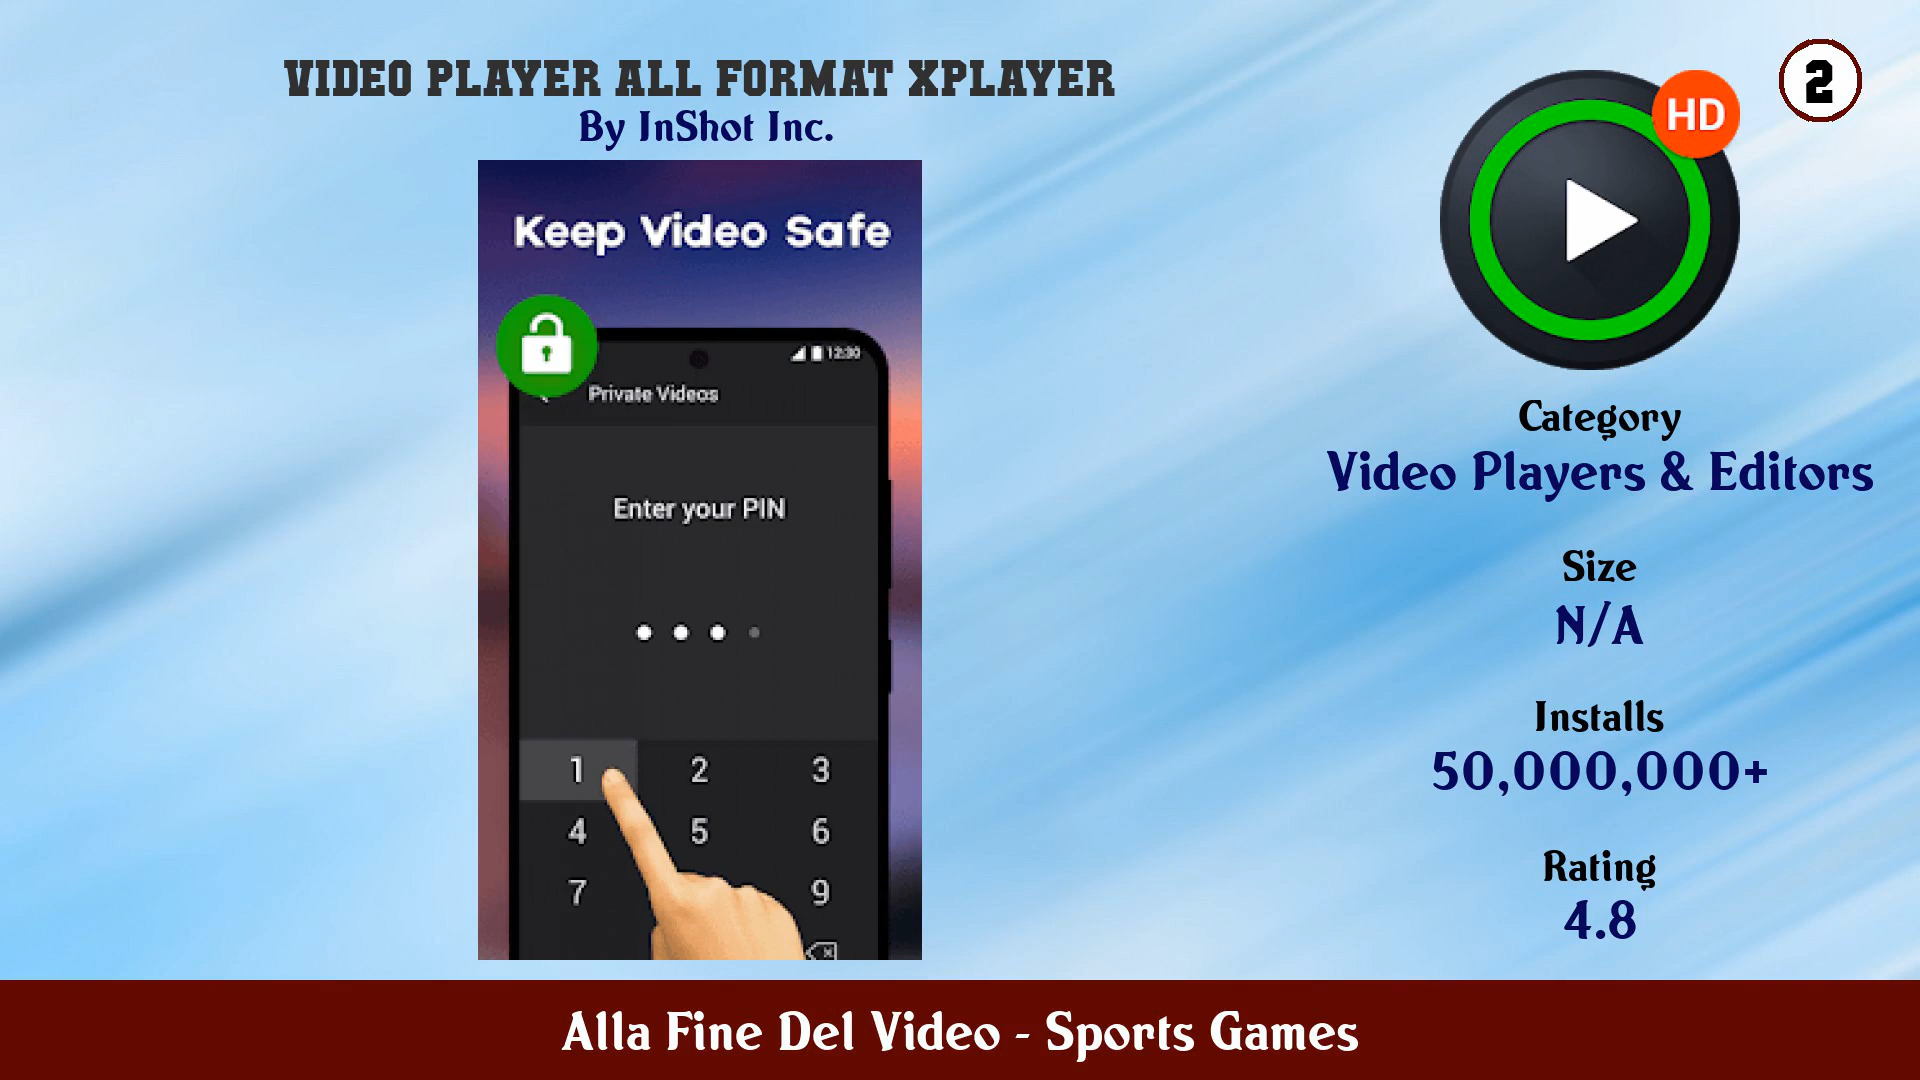 VIDEO PLAYER ALL FORMAT XPLAYER
By InShot Inc.
2
HD
Keep Video Safe
12:30
Private Videos
Enter your PIN
1 2 3
4 5 6
7 9
Category
Video Players & Editors
Size
N/A
Installs
50,000,000+
Rating
4.8
Alla Fine Del Video - Sports Games